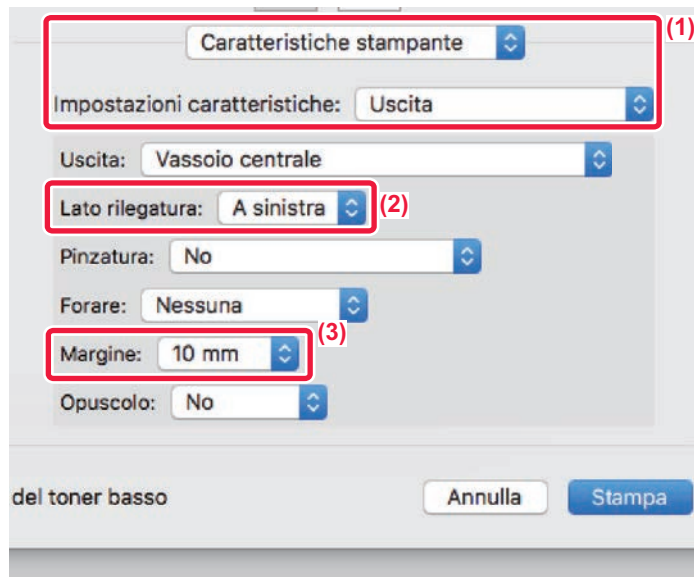 Caratteristiche stampante
(1)
Impostazioni caratteristiche: Uscita
Uscita: Vassoio centrale
Lato rilegatura: A sinistra (2)
Pinzatura: No
Forare: Nessuna
(3)
Margine: 10 mm
Opuscolo: No
del toner basso Annulla Stampa